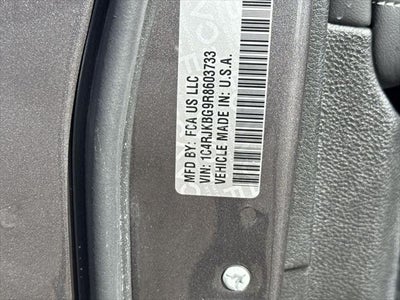 MFD BY: FCA US LLC
VIN: 1C4RJKBG9R8603733
VEHICLE MADE IN: U.S.A.